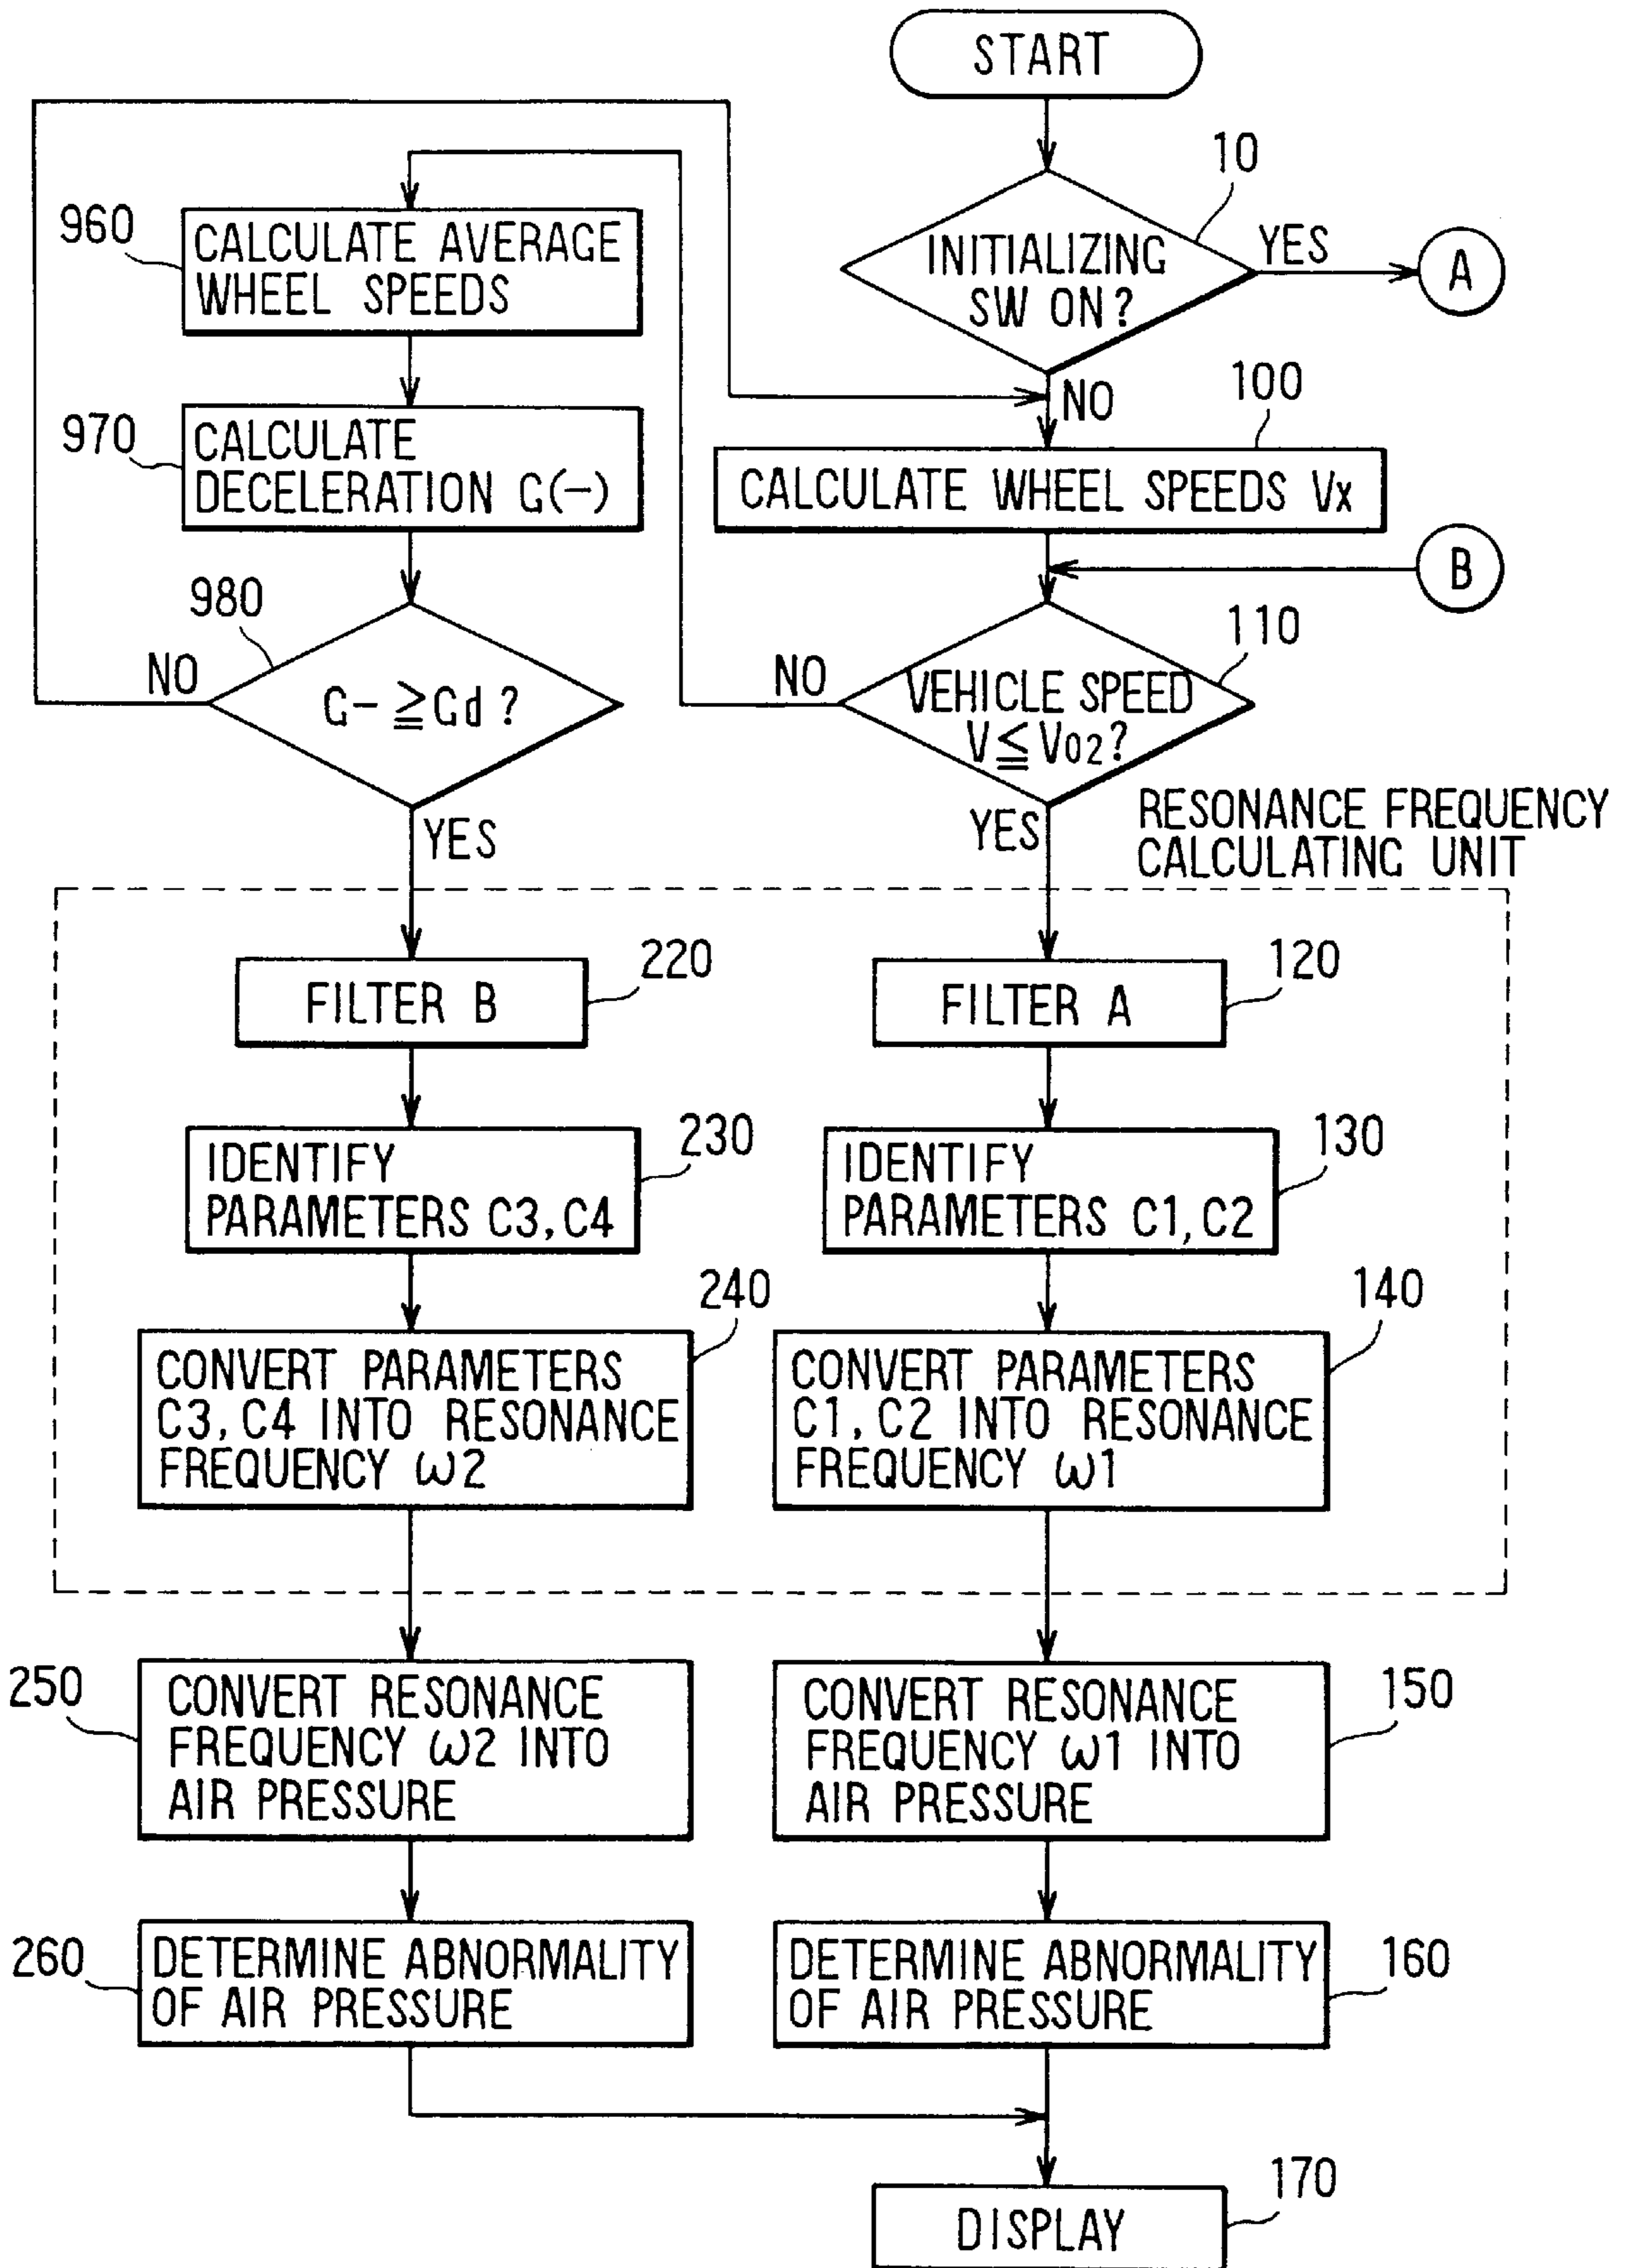 START
10
INITIALIZING
SW ON?
YES
A
NO
100
CALCULATE WHEEL SPEEDS Vx
B
110
VEHICLE SPEED
V≦V02?
NO
YES
960
CALCULATE AVERAGE
WHEEL SPEEDS
970
CALCULATE
DECELERATION G(−)
980
G−≧Gd?
NO
YES
RESONANCE FREQUENCY
CALCULATING UNIT
220
FILTER B
120
FILTER A
230
IDENTIFY
PARAMETERS C3, C4
130
IDENTIFY
PARAMETERS C1, C2
240
CONVERT PARAMETERS
C3, C4 INTO RESONANCE
FREQUENCY ω2
140
CONVERT PARAMETERS
C1, C2 INTO RESONANCE
FREQUENCY ω1
250
CONVERT RESONANCE
FREQUENCY ω2 INTO
AIR PRESSURE
150
CONVERT RESONANCE
FREQUENCY ω1 INTO
AIR PRESSURE
260
DETERMINE ABNORMALITY
OF AIR PRESSURE
160
DETERMINE ABNORMALITY
OF AIR PRESSURE
170
DISPLAY